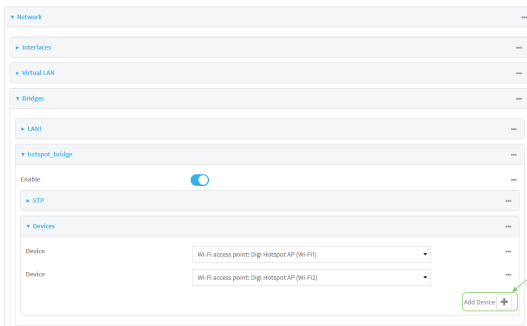 Network
Interfaces
Virtual LAN
Bridges
LAN1
hotspot_bridge
Enable
STP
Devices
Device Wi-Fi access point: Digi Hotspot AP (Wi-Fi1)
Device Wi-Fi access point: Digi Hotspot AP (Wi-Fi2)
Add Device